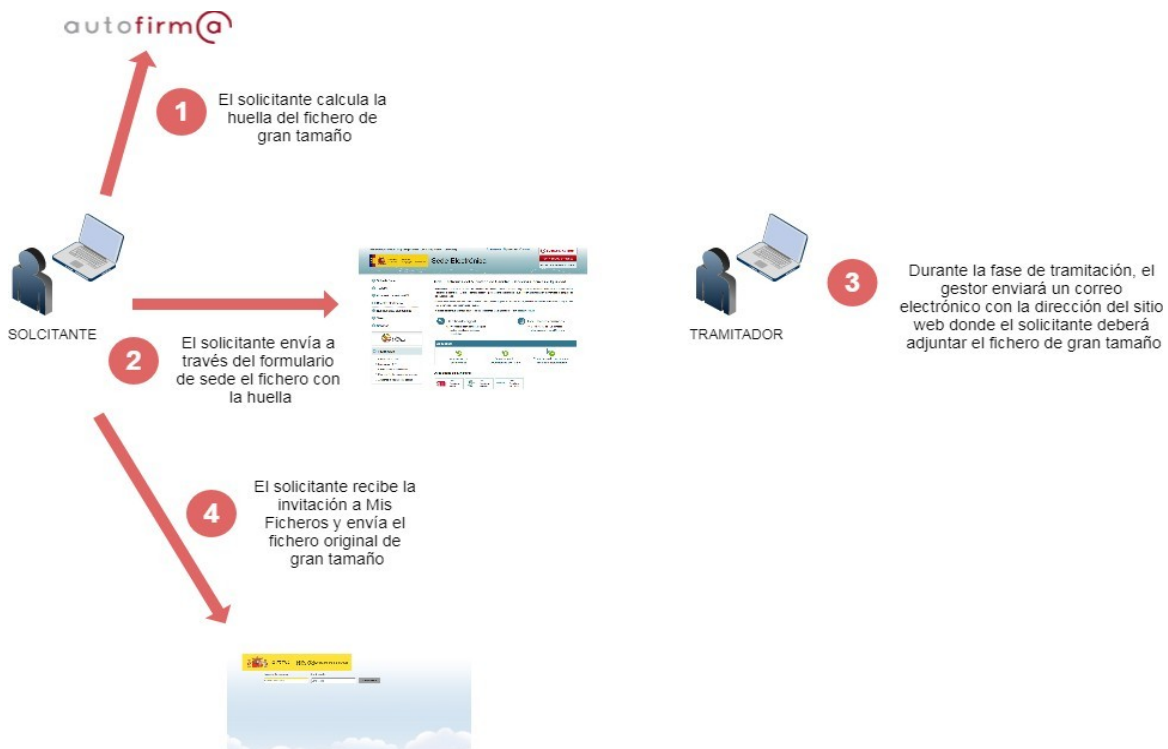 autofirm@
1
El solicitante calcula la
huella del fichero de
gran tamaño
SOLCITANTE
2
El solicitante envía a
través del formulario
de sede el fichero con
la huella
Sede Electrónica
TRAMITADOR
3
Durante la fase de tramitación, el
gestor enviará un correo
electrónico con la dirección del sitio
web donde el solicitante deberá
adjuntar el fichero de gran tamaño
4
El solicitante recibe la
invitación a Mis
Ficheros y envía el
fichero original de
gran tamaño